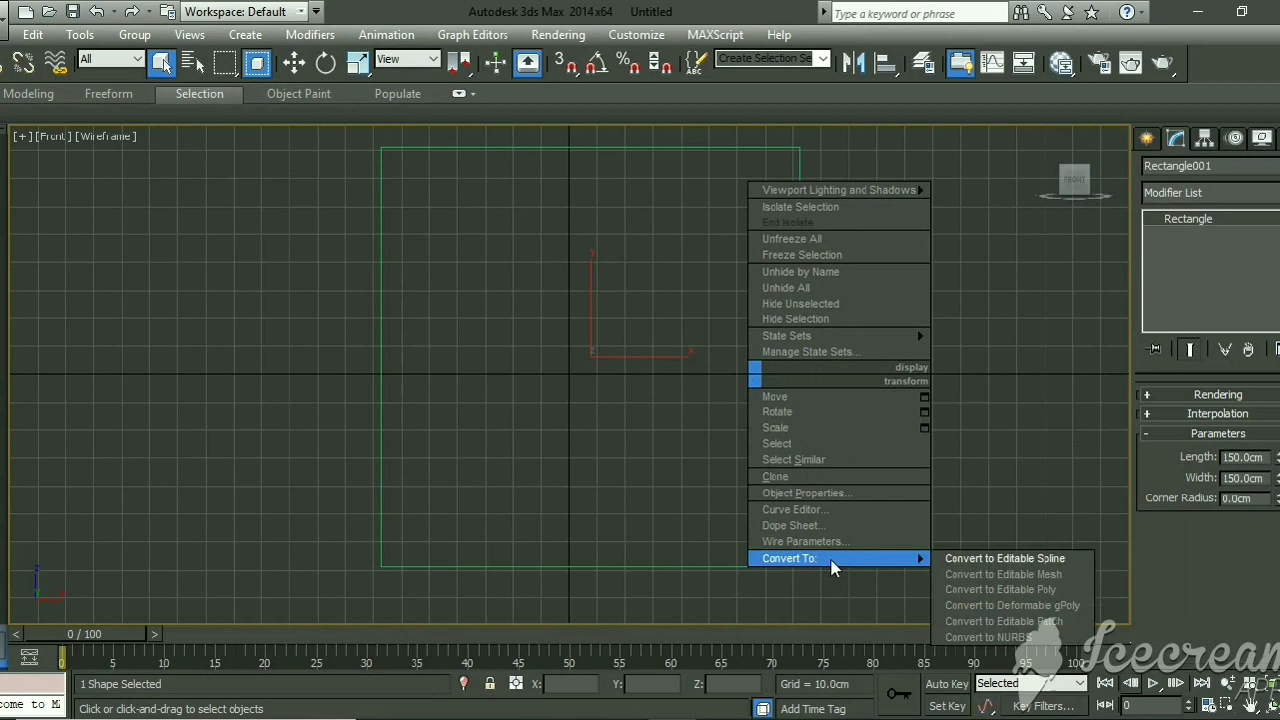 Workspace: Default
Autodesk 3ds Max 2014 x64
Untitled
Type a keyword or phrase
Edit
Tools
Group
Views
Create
Modifiers
Animation
Graph Editors
Rendering
Customize
MAXScript
Help
All
View
3
%
ABC
Create Selection Se
Modeling
Freeform
Selection
Object Paint
Populate
[+] [Front] [Wireframe]
FRONT
Rectangle001
Modifier List
Rectangle
Viewport Lighting and Shadows
Isolate Selection
End Isolate
Unfreeze All
Freeze Selection
Unhide by Name
Unhide All
Hide Unselected
Hide Selection
State Sets
Manage State Sets...
display
transform
Move
Rotate
Scale
Select
Select Similar
Clone
Object Properties...
Curve Editor...
Dope Sheet...
Wire Parameters...
Convert To:
Convert to Editable Spline
Convert to Editable Mesh
Convert to Editable Poly
Convert to Deformable gPoly
Convert to Editable Patch
Convert to NURBS
y
x
z
z
x
+ Rendering
+ Interpolation
- Parameters
Length: 150.0cm
Width: 150.0cm
Corner Radius: 0.0cm
< 0 / 100 >
0 5 10 15 20 25 30 35 40 45 50 55 60 65 70 75 80 85 90 95 100
Icecream
1 Shape Selected
X:
Y:
Z:
Grid = 10.0cm
Auto Key
Selected
ome to M
Click or click-and-drag to select objects
Add Time Tag
Set Key
Key Filters...
0